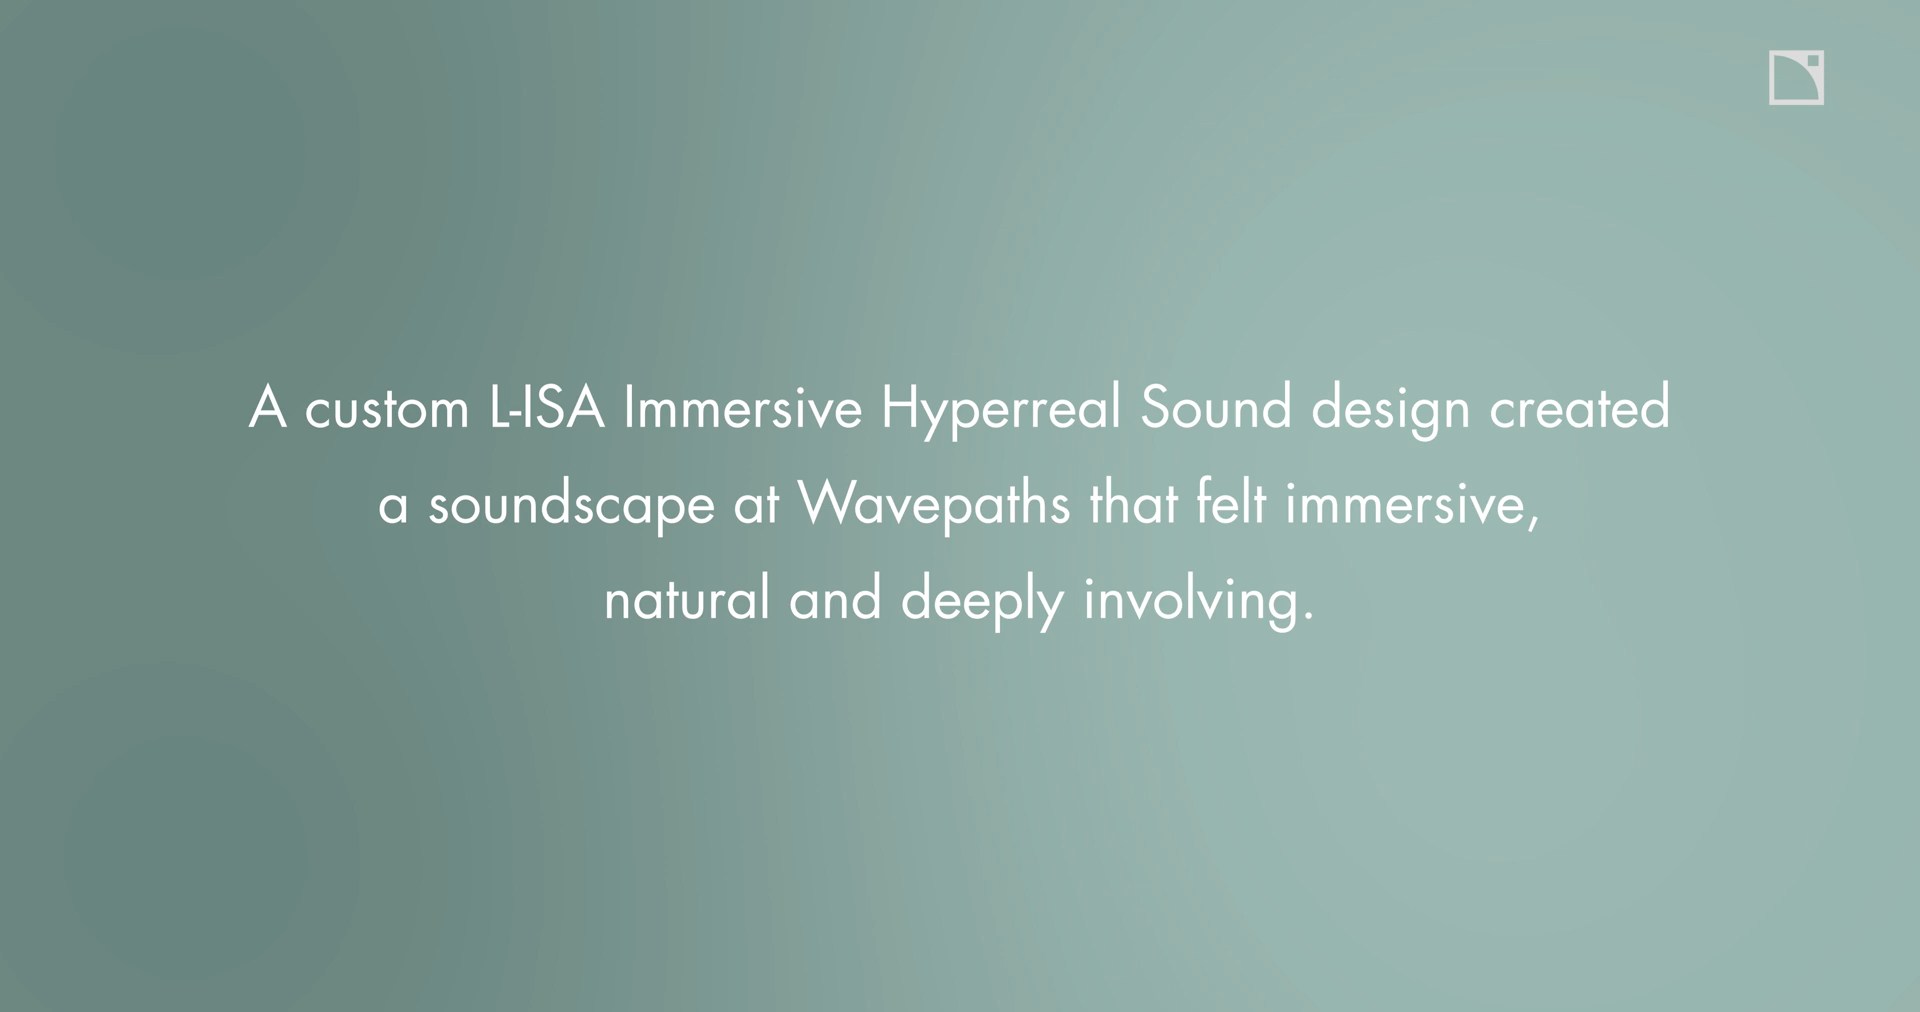 A custom L-ISA Immersive Hyperreal Sound design created
a soundscape at Wavepaths that felt immersive,
natural and deeply involving.